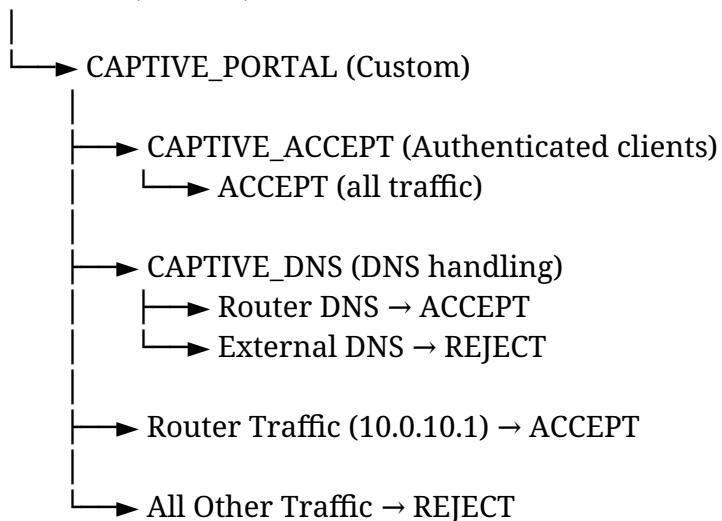 CAPTIVE_PORTAL (Custom)
CAPTIVE_ACCEPT (Authenticated clients)
ACCEPT (all traffic)
CAPTIVE_DNS (DNS handling)
Router DNS → ACCEPT
External DNS → REJECT
Router Traffic (10.0.10.1) → ACCEPT
All Other Traffic → REJECT